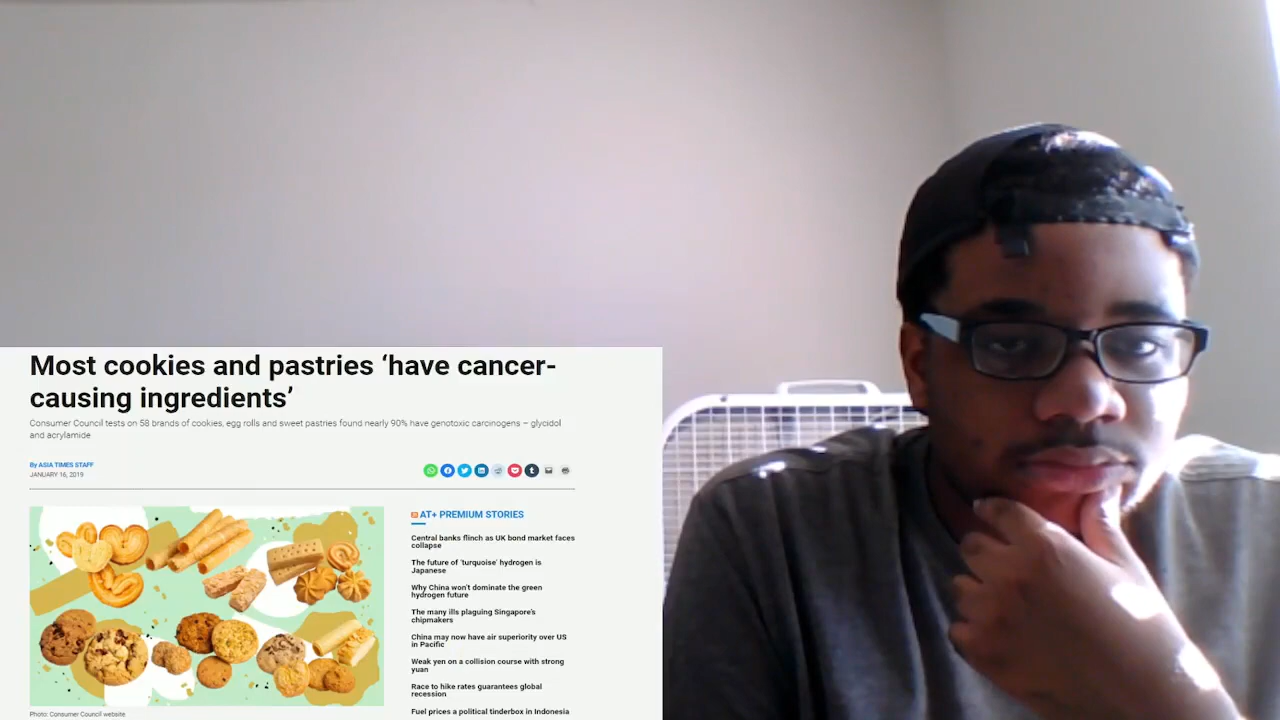 Most cookies and pastries ‘have cancer-
causing ingredients’
Consumer Council tests on 58 brands of cookies, egg rolls and sweet pastries found nearly 90% have genotoxic carcinogens – glycidol
and acrylamide
By ASIA TIMES STAFF
JANUARY 16, 2019
AT+ PREMIUM STORIES
Central banks flinch as UK bond market faces
collapse
The future of 'turquoise' hydrogen is
Japanese
Why China won't dominate the green
hydrogen future
The many ills plaguing Singapore's
chipmakers
China may now have air superiority over US
in Pacific
Weak yen on a collision course with strong
yuan
Race to hike rates guarantees global
recession
Fuel prices a political tinderbox in Indonesia
Photo: Consumer Council website